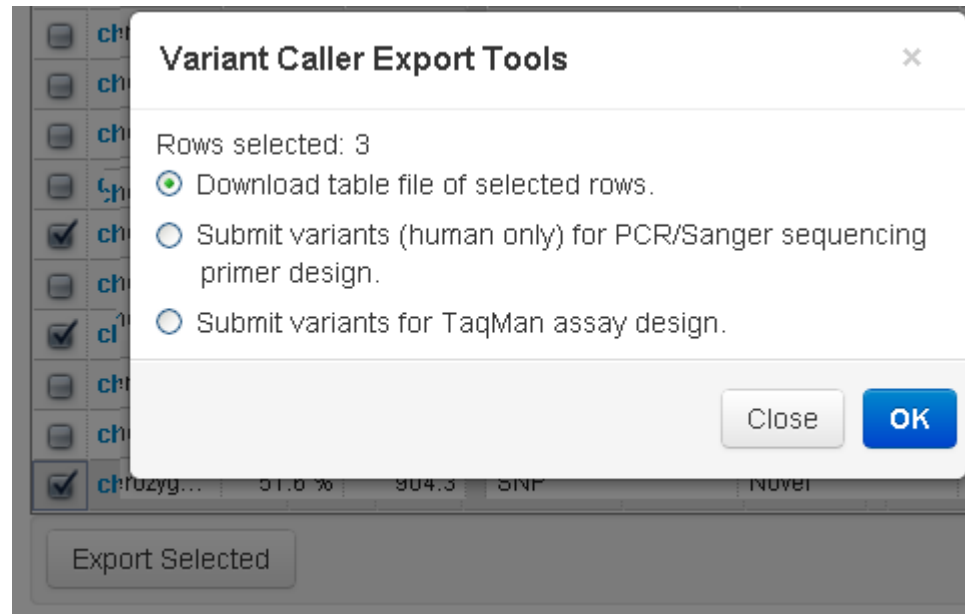 Variant Caller Export Tools
×
Rows selected: 3
Download table file of selected rows.
Submit variants (human only) for PCR/Sanger sequencing
primer design.
Submit variants for TaqMan assay design.
Close OK
51.6 % 904.3 SNP Novel
Export Selected